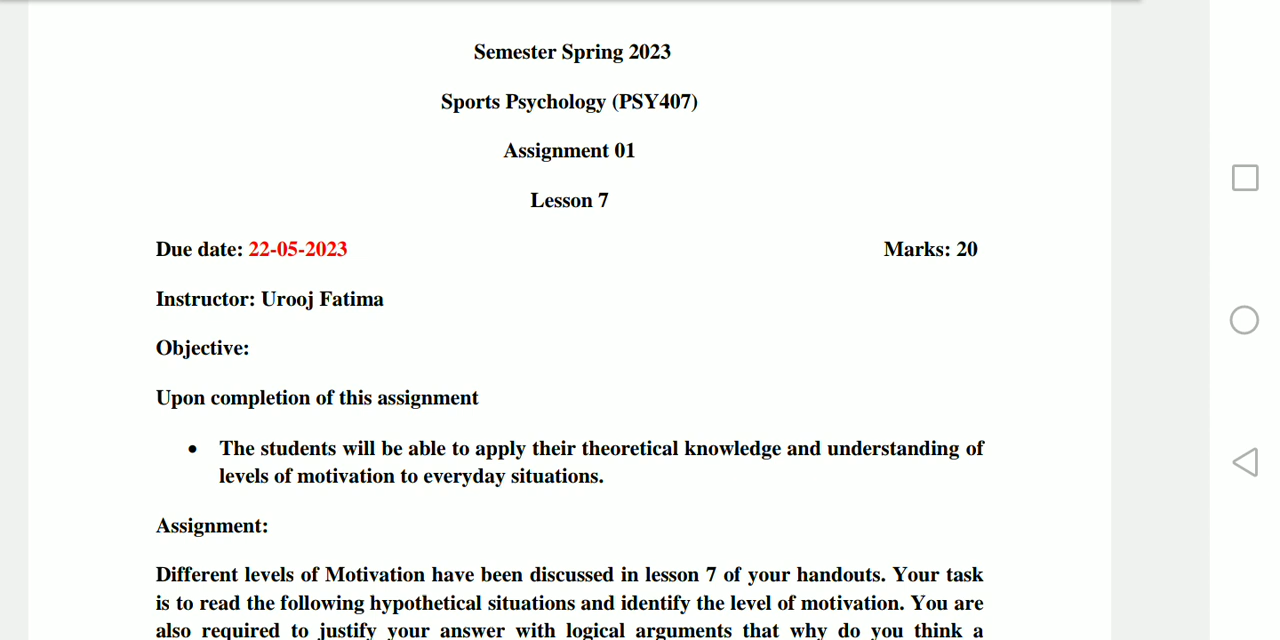 Semester Spring 2023
Sports Psychology (PSY407)
Assignment 01
Lesson 7
Due date: 22-05-2023 Marks: 20
Instructor: Urooj Fatima
Objective:
Upon completion of this assignment
• The students will be able to apply their theoretical knowledge and understanding of
levels of motivation to everyday situations.
Assignment:
Different levels of Motivation have been discussed in lesson 7 of your handouts. Your task
is to read the following hypothetical situations and identify the level of motivation. You are
also required to justify your answer with logical arguments that why do you think a